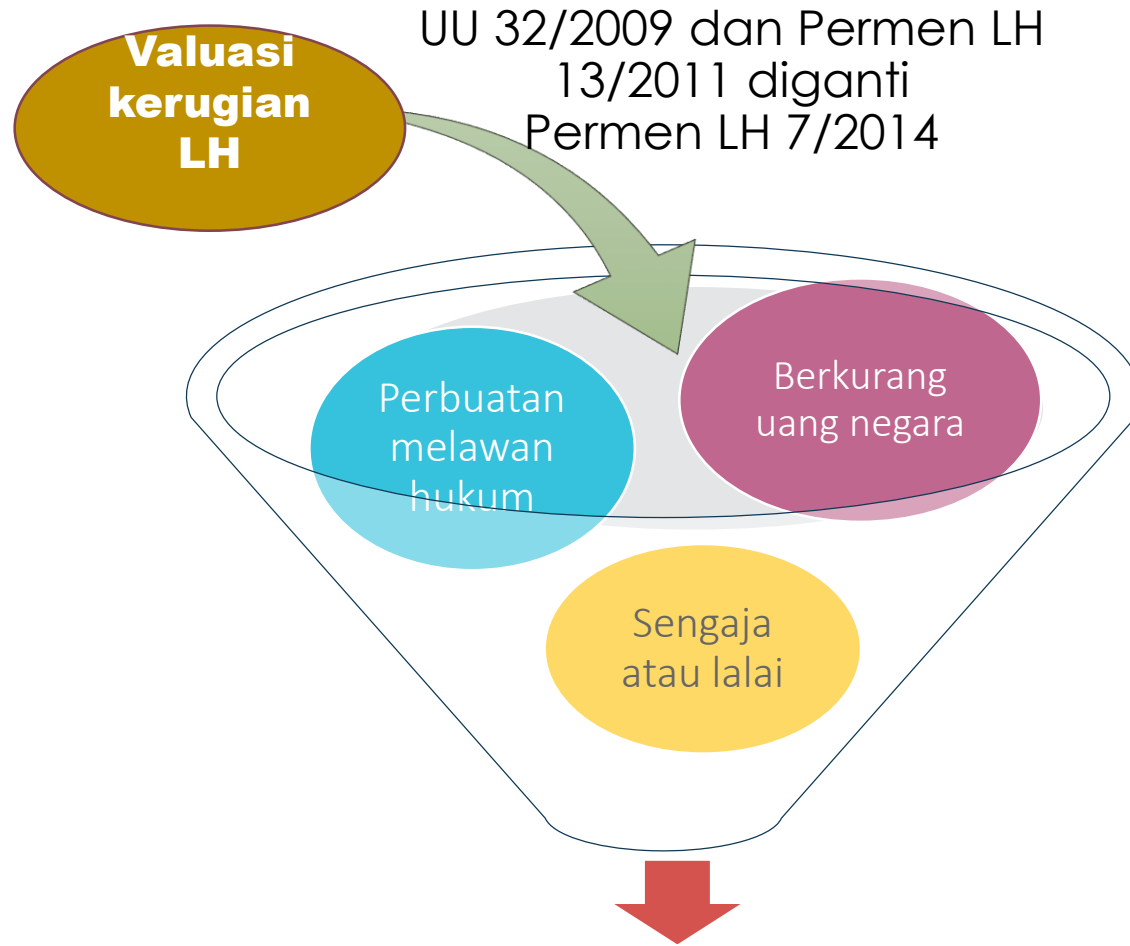 Valuasi
kerugian
LH
UU 32/2009 dan Permen LH
13/2011 diganti
Permen LH 7/2014
Perbuatan
melawan
hukum
Berkurang
uang negara
Sengaja
atau lalai